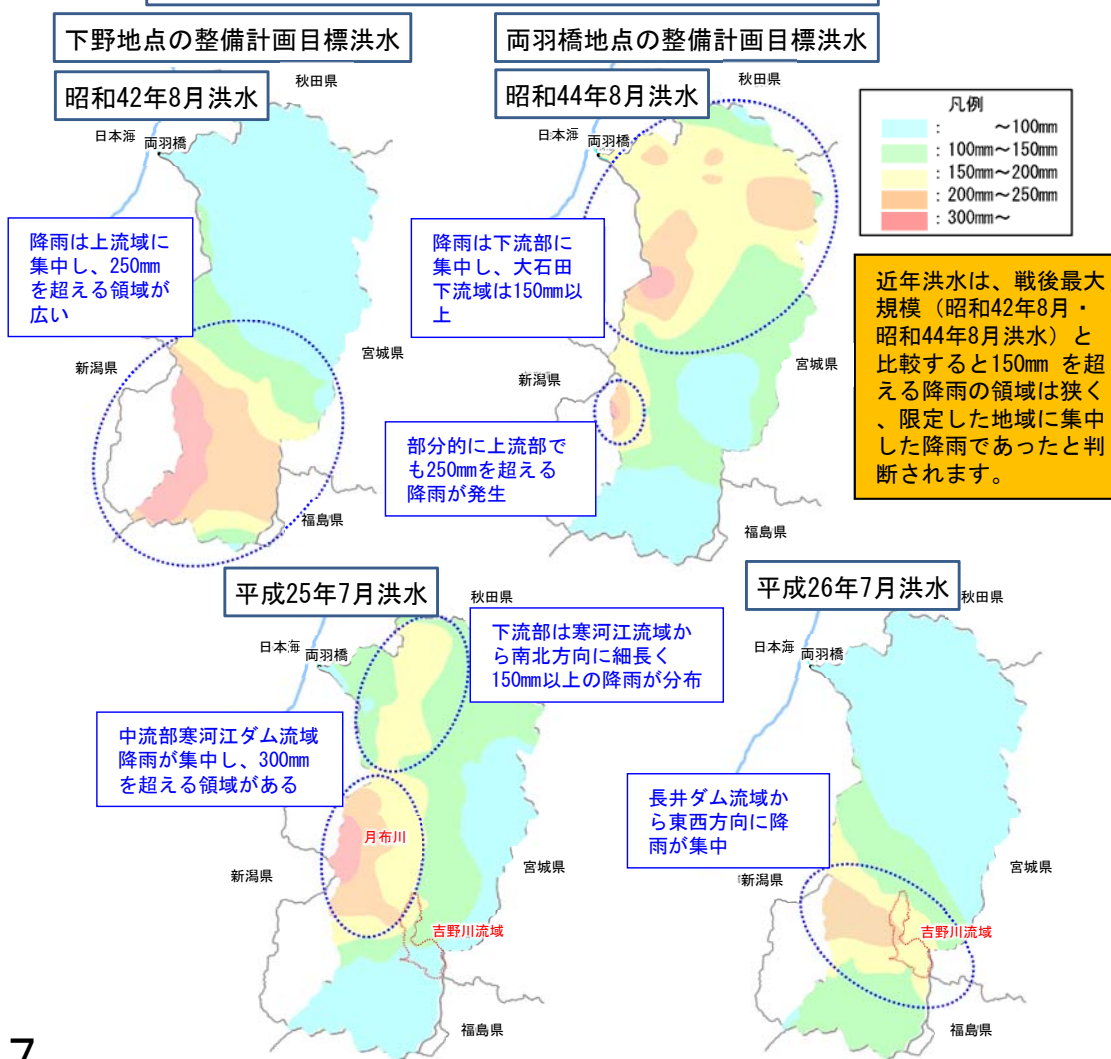 下野地点の整備計画目標洪水
昭和42年8月洪水
秋田県
日本海
両羽橋
降雨は上流域に
集中し、250mm
を超える領域が
広い
新潟県
宮城県
福島県
両羽橋地点の整備計画目標洪水
昭和44年8月洪水
秋田県
日本海
両羽橋
降雨は下流部に
集中し、大石田
下流域は150mm以
上
新潟県
宮城県
部分的に上流部で
も250mmを超える
降雨が発生
福島県
凡例
: ～100mm
: 100mm～150mm
: 150mm～200mm
: 200mm～250mm
: 300mm～
近年洪水は、戦後最大
規模（昭和42年8月・
昭和44年8月洪水）と
比較すると150mm を超
える降雨の領域は狭く
、限定した地域に集中
した降雨であったと判
断されます。
平成25年7月洪水
秋田県
日本海
両羽橋
下流部は寒河江流域か
ら南北方向に細長く
150mm以上の降雨が分布
中流部寒河江ダム流域
降雨が集中し、300mm
を超える領域がある
月布川
新潟県
宮城県
吉野川流域
福島県
平成26年7月洪水
秋田県
日本海
両羽橋
長井ダム流域か
ら東西方向に降
雨が集中
新潟県
宮城県
吉野川流域
福島県
7